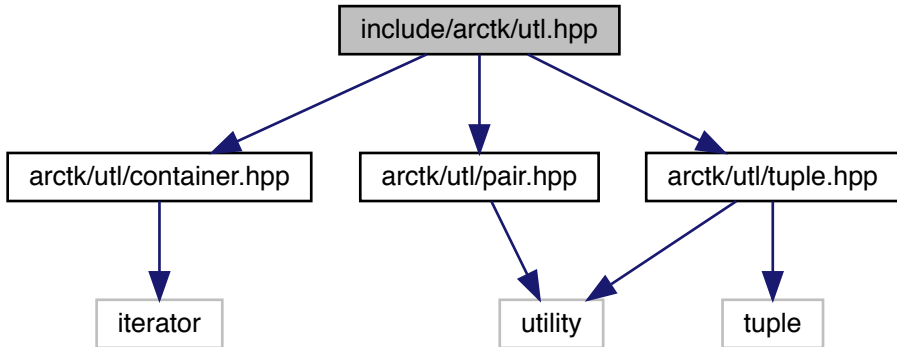 include/arctk/utl.hpp
arctk/utl/container.hpp
arctk/utl/pair.hpp
arctk/utl/tuple.hpp
iterator
utility
tuple